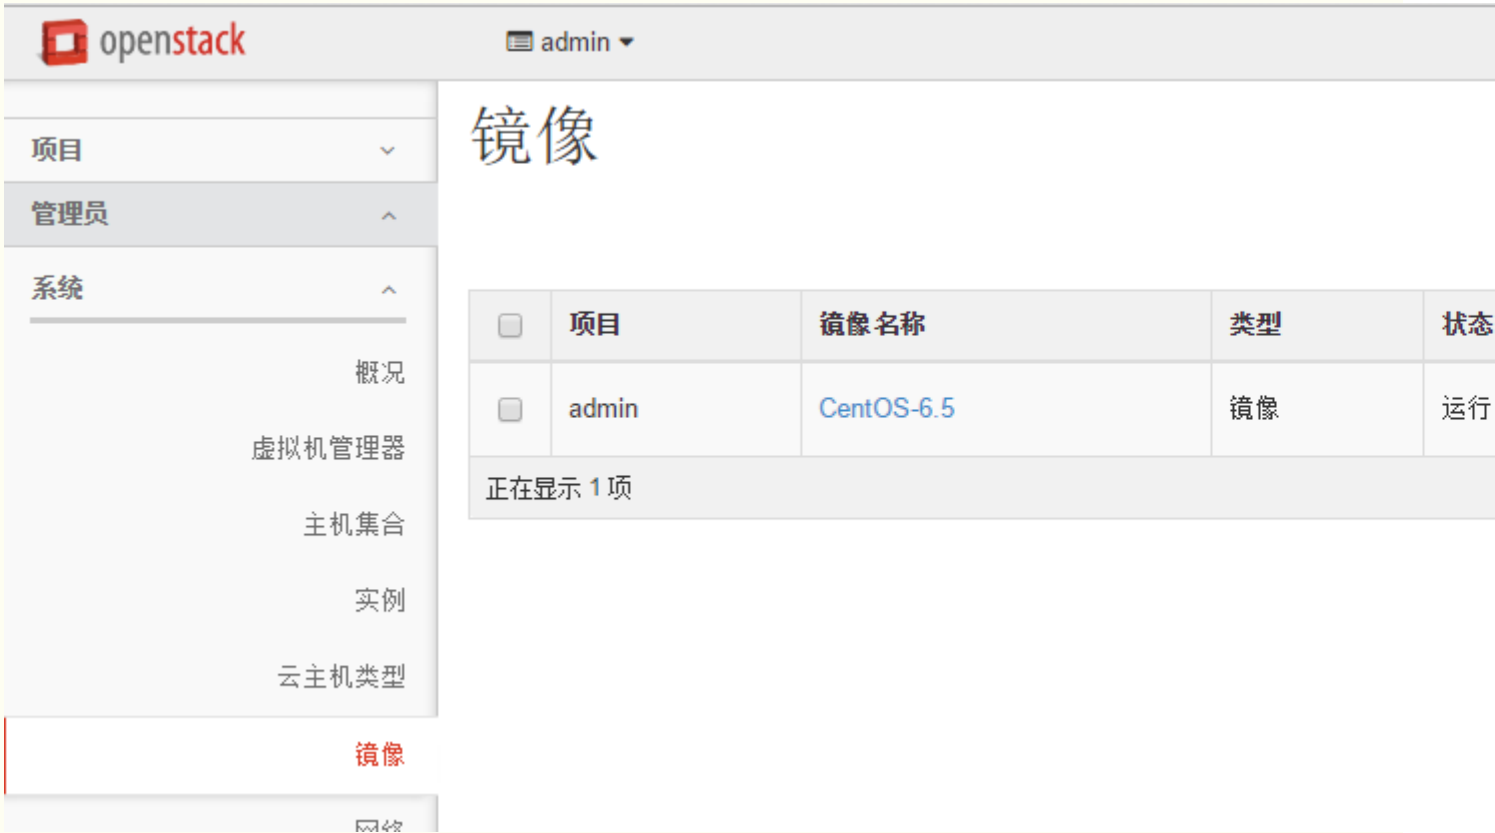 openstack
admin
项目
管理员
系统
概况
虚拟机管理器
主机集合
实例
云主机类型
镜像
网络
镜像
项目 镜像名称 类型 状态
admin CentOS-6.5 镜像 运行
正在显示 1 项